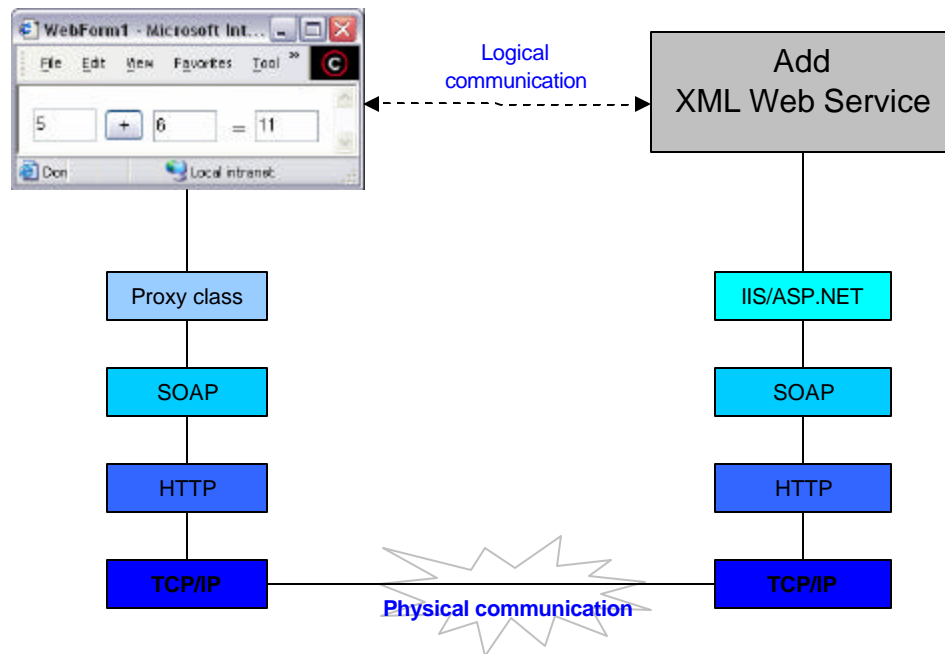 WebForm1 - Microsoft Int...
File Edit View Favorites Tool »
5 + 6 = 11
Don Local intranet
Logical
communication
Add
XML Web Service
Proxy class
IIS/ASP.NET
SOAP
SOAP
HTTP
HTTP
TCP/IP
TCP/IP
Physical communication